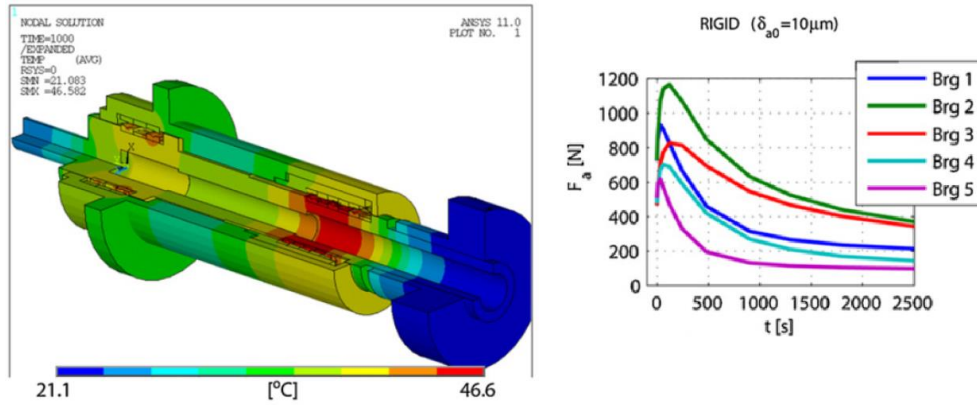 1
NODAL SOLUTION
TIME=1000
/EXPANDED
TEMP (AVG)
RSYS=0
SMN =21.083
SMX =46.582
ANSYS 11.0
PLOT NO. 1
X
21.1 [°C] 46.6
RIGID (δa0=10μm)
Fa [N]
1200
1000
800
600
400
200
0
0 500 1000 1500 2000 2500
t [s]
Brg 1
Brg 2
Brg 3
Brg 4
Brg 5